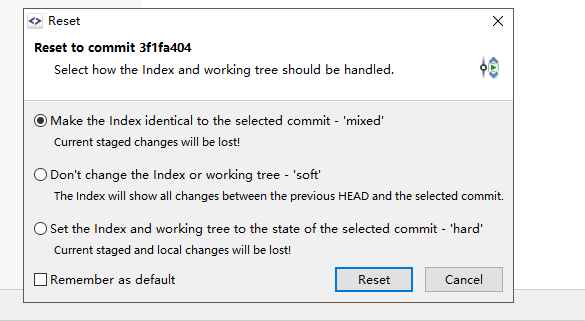 Reset
Reset to commit 3f1fa404
Select how the Index and working tree should be handled.
Make the Index identical to the selected commit - 'mixed'
Current staged changes will be lost!
Don't change the Index or working tree - 'soft'
The Index will show all changes between the previous HEAD and the selected commit.
Set the Index and working tree to the state of the selected commit - 'hard'
Current staged and local changes will be lost!
Remember as default
Reset
Cancel